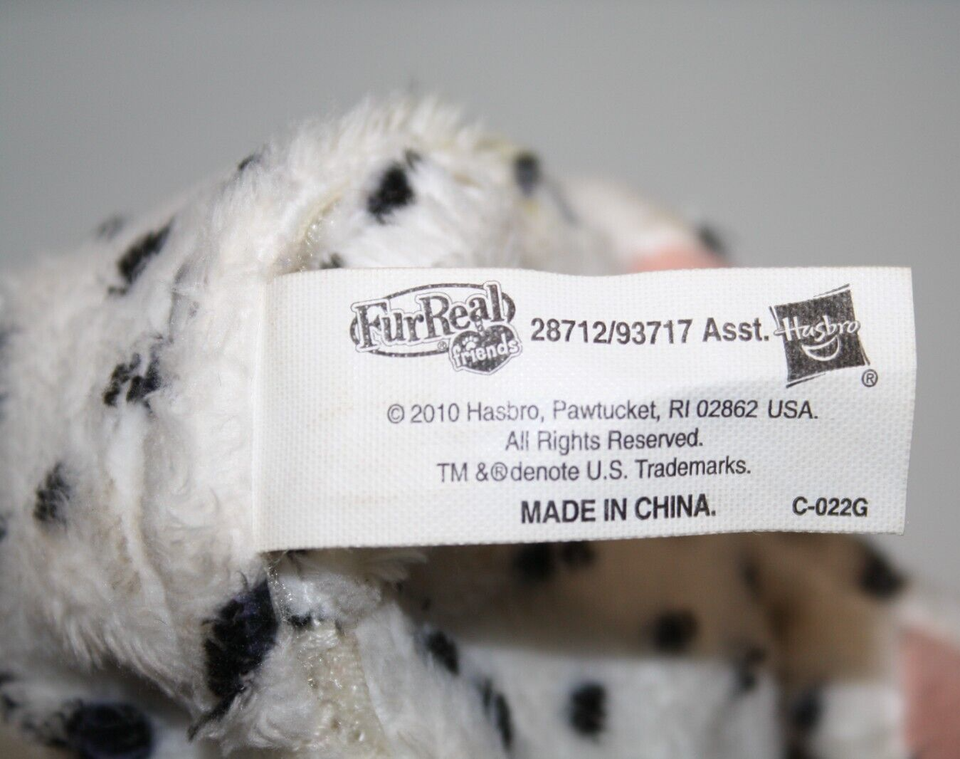 FurReal friends® 28712/93717 Asst. Hasbro®
© 2010 Hasbro, Pawtucket, RI 02862 USA.
All Rights Reserved.
TM &® denote U.S. Trademarks.
MADE IN CHINA. C-022G